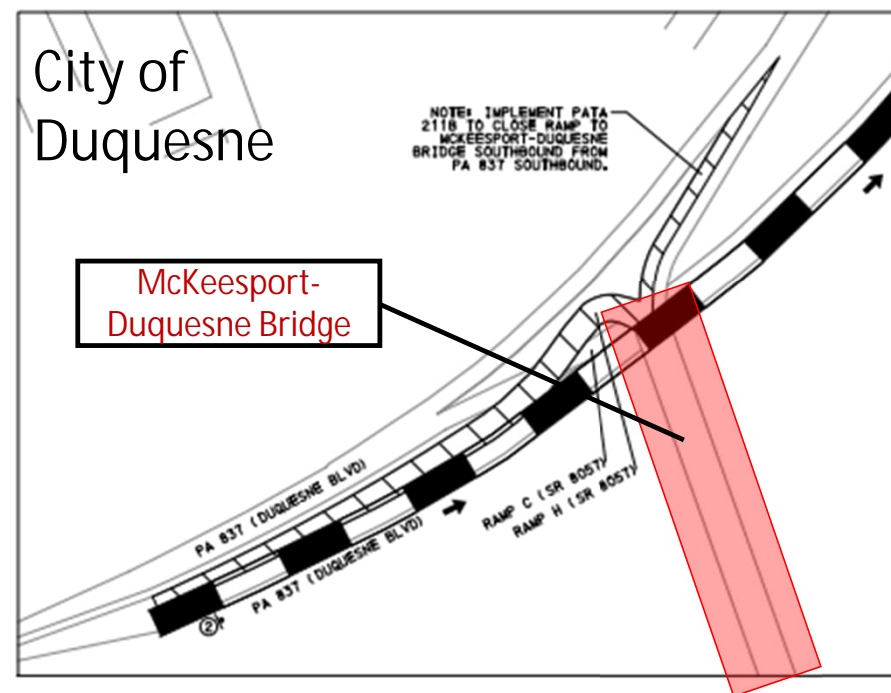 City of
Duquesne
NOTE: IMPLEMENT PATA
211B TO CLOSE RAMP TO
MCKEESPORT-DUQUESNE
BRIDGE SOUTHBOUND FROM
PA 837 SOUTHBOUND.
McKeesport-
Duquesne Bridge
PA 837 (DUQUESNE BLVD)
RAMP C (SR 8057)
RAMP H (SR 8057)
PA 837 (DUQUESNE BLVD)
2